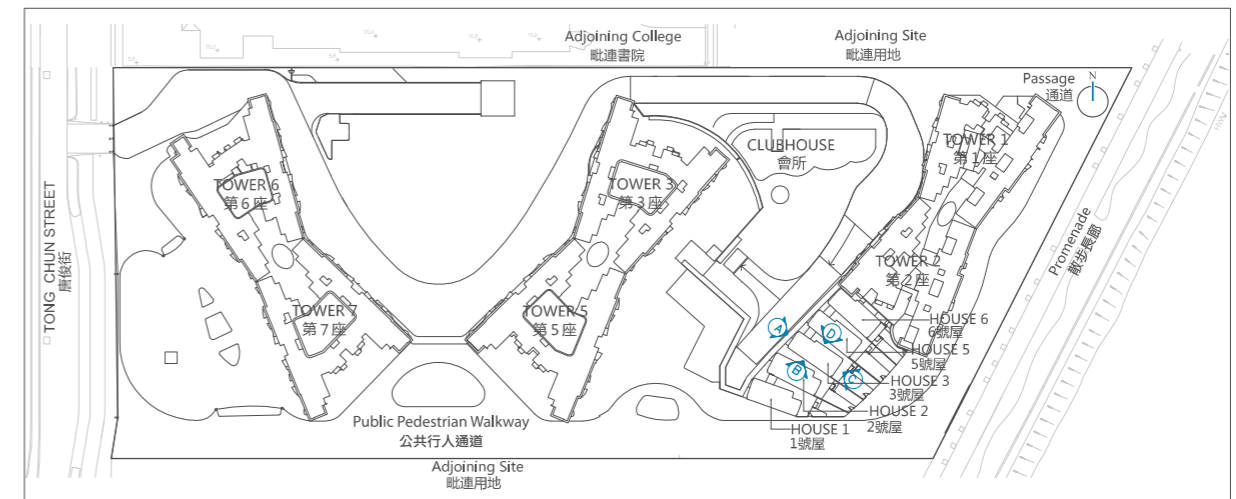 Adjoining College
毗連書院
Adjoining Site
毗連用地
Passage
通道
N
TOWER 1
第1座
CLUBHOUSE
會所
TOWER 6
第6座
TOWER 3
第3座
TONG CHUN STREET
唐俊街
Promenade
散步長廊
TOWER 2
第2座
TOWER 7
第7座
TOWER 5
第5座
HOUSE 6
6號屋
A
D
HOUSE 5
5號屋
B
C
HOUSE 3
3號屋
HOUSE 2
2號屋
HOUSE 1
1號屋
Public Pedestrian Walkway
公共行人通道
Adjoining Site
毗連用地